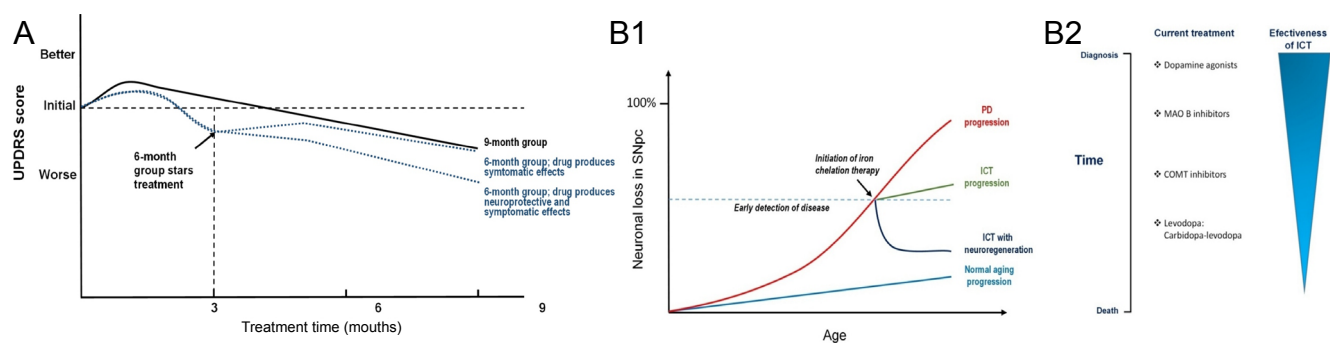 A
Better
Initial
Worse
UPDRS score
6-month
group stars
treatment
9-month group
6-month group; drug produces
symtomatic effects
6-month group; drug produces
neuroprotective and
symptomatic effects
3
6
9
Treatment time (mouths)
B1
100%
Neuronal loss in SNpc
PD
progression
Initiation of iron
chelation therapy
ICT
progression
Early detection of disease
ICT with
neuroregeneration
Normal aging
progression
Age
B2
Current treatment
Efectiveness
of ICT
Diagnosis
❖ Dopamine agonists
❖ MAO B inhibitors
Time
❖ COMT inhibitors
❖ Levodopa:
Carbidopa-levodopa
Death